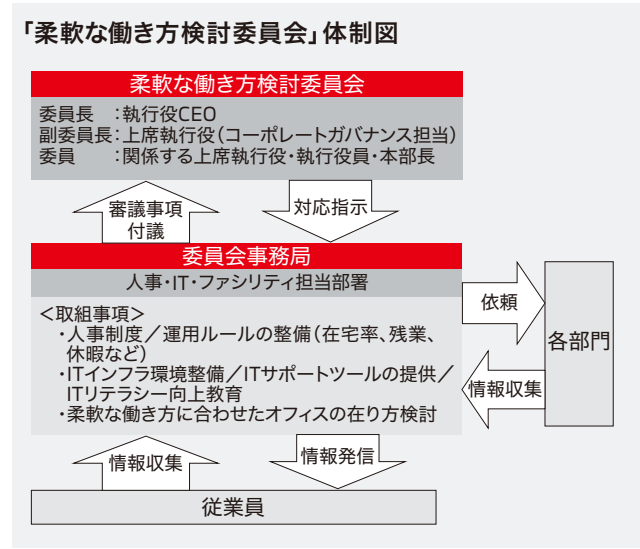 「柔軟な働き方検討委員会」体制図
柔軟な働き方検討委員会
委員長　：執行役CEO
副委員長：上席執行役（コーポレートガバナンス担当）
委員　　：関係する上席執行役・執行役員・本部長
審議事項
付議
対応指示
委員会事務局
人事・IT・ファシリティ担当部署
＜取組事項＞
・人事制度／運用ルールの整備（在宅率、残業、
休暇など）
・ITインフラ環境整備／ITサポートツールの提供／
ITリテラシー向上教育
・柔軟な働き方に合わせたオフィスの在り方検討
依頼
情報収集
各部門
情報収集
情報発信
従業員